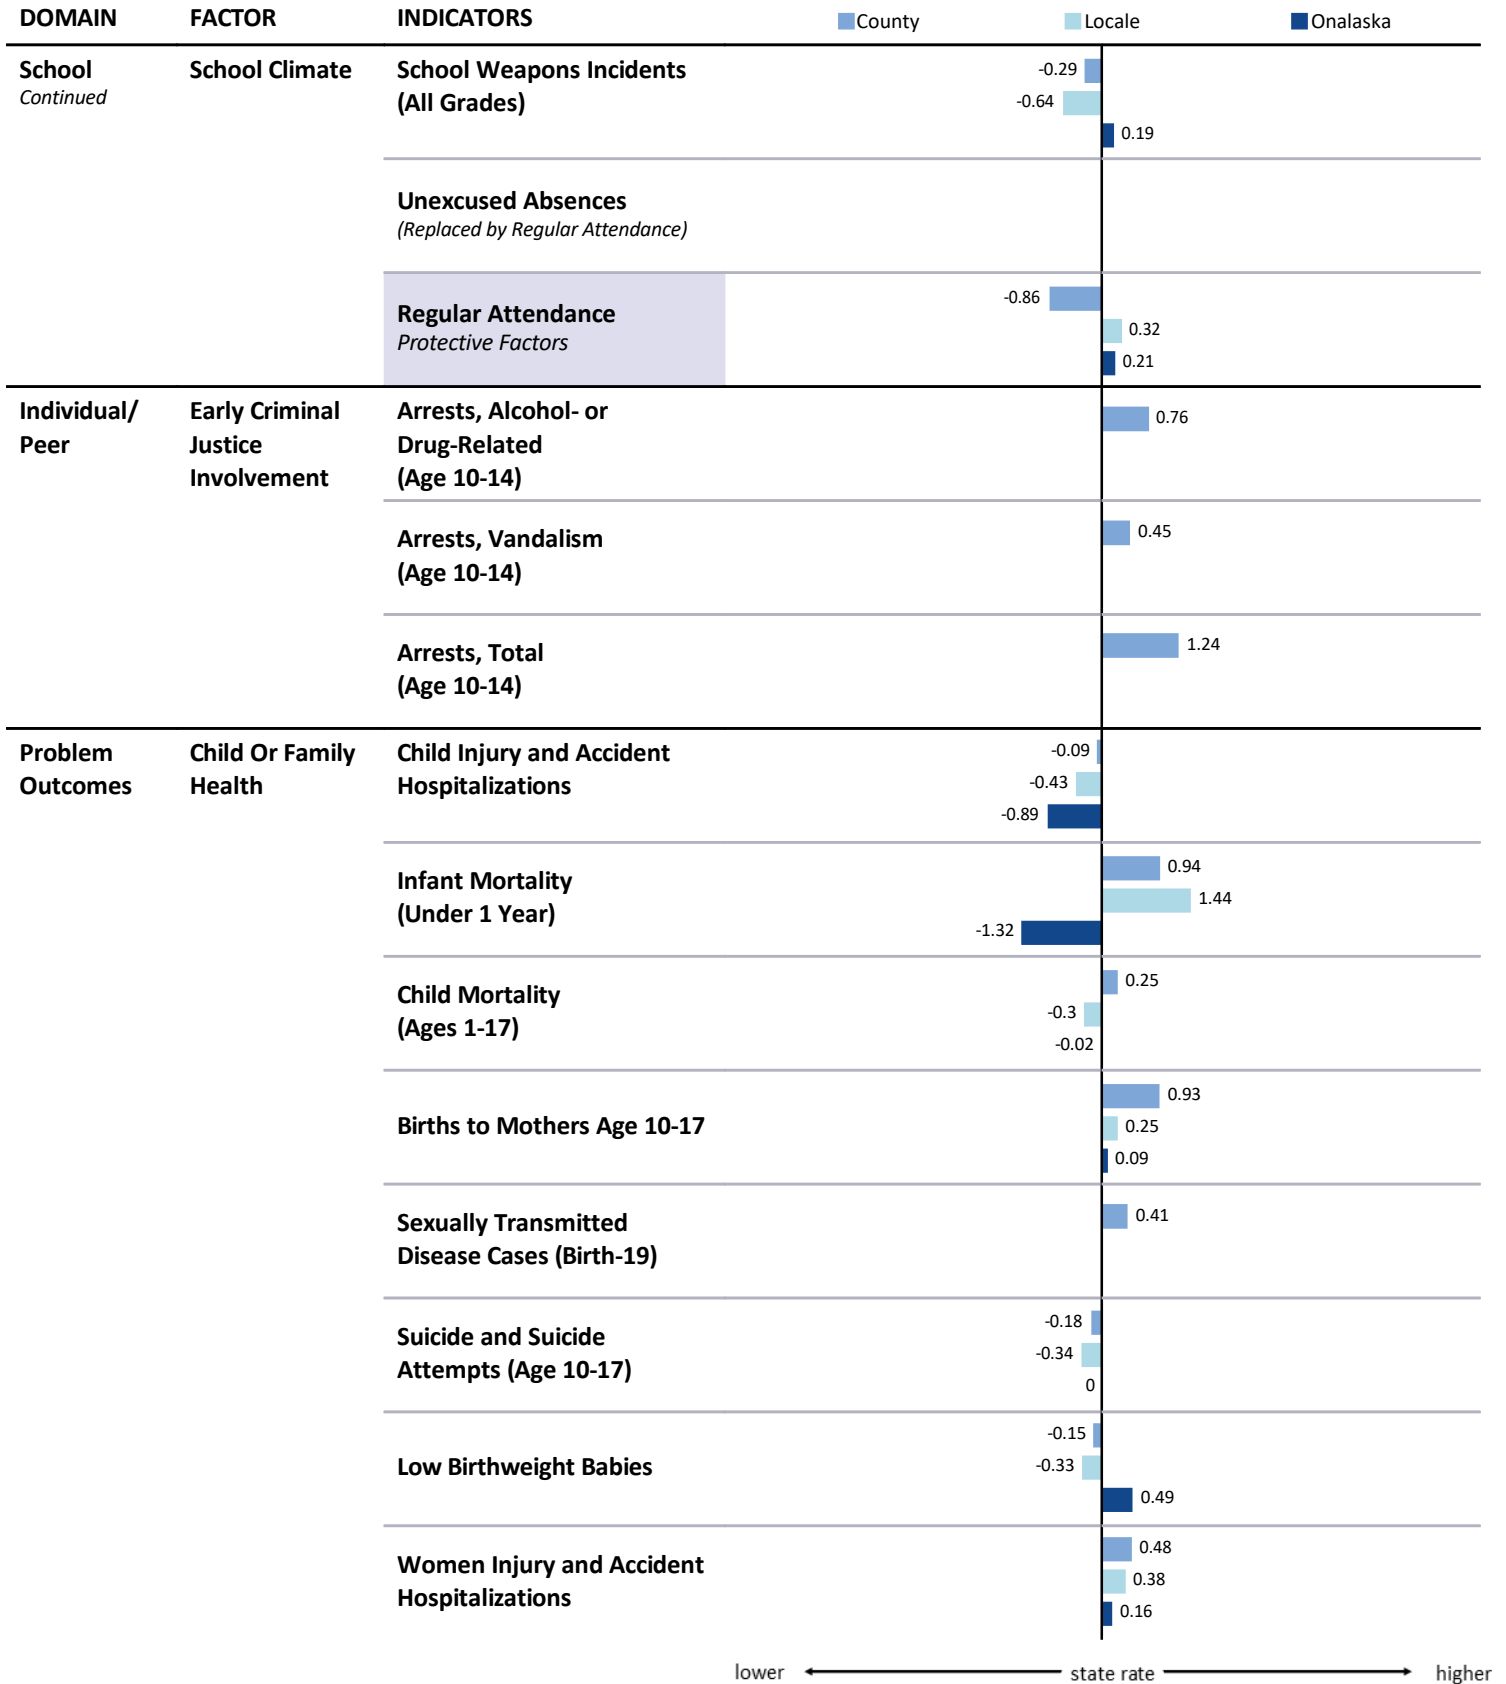 DOMAIN FACTOR INDICATORS County Locale Onalaska
School School Climate School Weapons Incidents
Continued (All Grades)
-0.29
-0.64
0.19
Unexcused Absences
(Replaced by Regular Attendance)
Regular Attendance
Protective Factors
-0.86
0.32
0.21
Individual/ Early Criminal Arrests, Alcohol- or
Peer Justice Drug-Related
Involvement (Age 10-14)
0.76
Arrests, Vandalism
(Age 10-14)
0.45
Arrests, Total
(Age 10-14)
1.24
Problem Child Or Family Child Injury and Accident
Outcomes Health Hospitalizations
-0.09
-0.43
-0.89
Infant Mortality
(Under 1 Year)
0.94
1.44
-1.32
Child Mortality
(Ages 1-17)
0.25
-0.3
-0.02
Births to Mothers Age 10-17
0.93
0.25
0.09
Sexually Transmitted
Disease Cases (Birth-19)
0.41
Suicide and Suicide
Attempts (Age 10-17)
-0.18
-0.34
0
Low Birthweight Babies
-0.15
-0.33
0.49
Women Injury and Accident
Hospitalizations
0.48
0.38
0.16
lower state rate higher